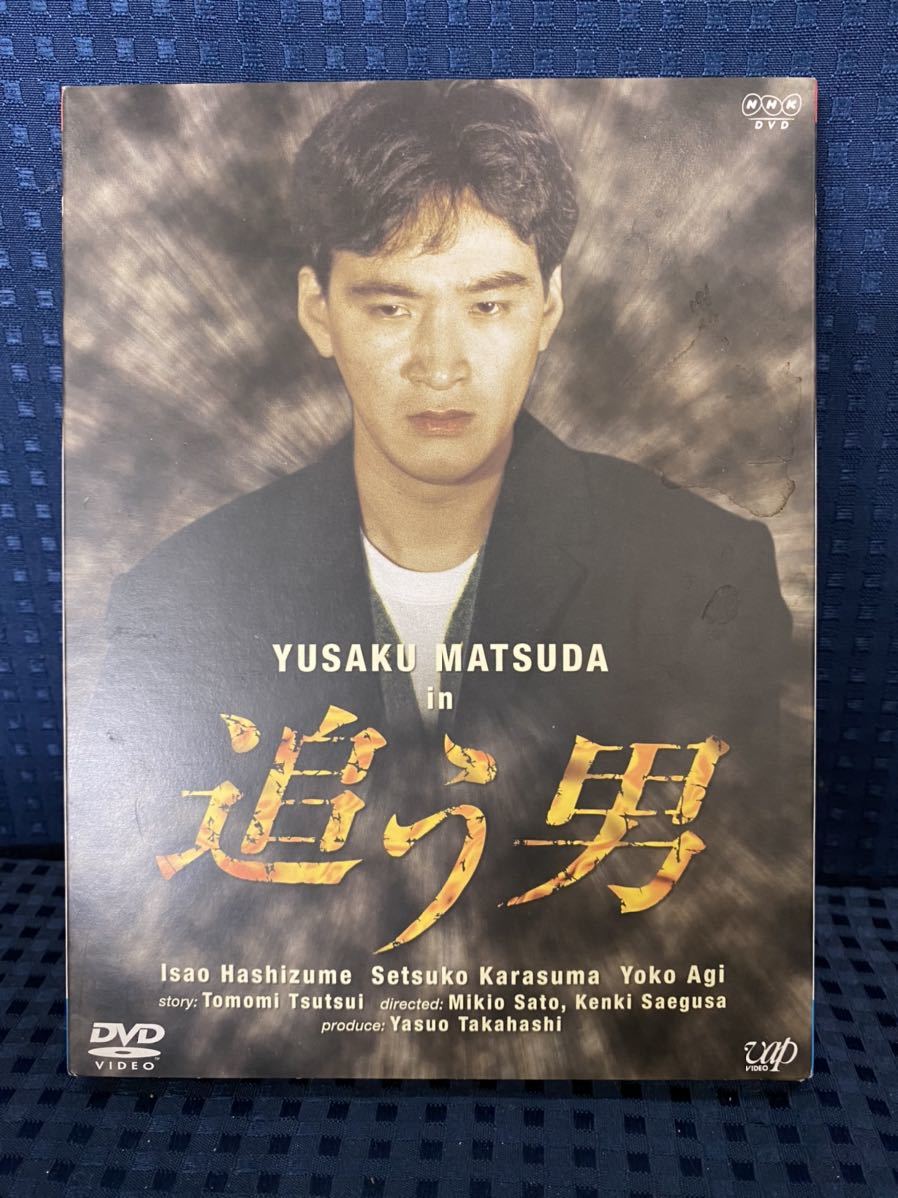 NHK
DVD
YUSAKU MATSUDA
in
追う男
Isao Hashizume Setsuko Karasuma Yoko Agi
story: Tomomi Tsutsui directed: Mikio Sato, Kenki Saegusa
produce: Yasuo Takahashi
DVD
VIDEO™
vap
VIDEO